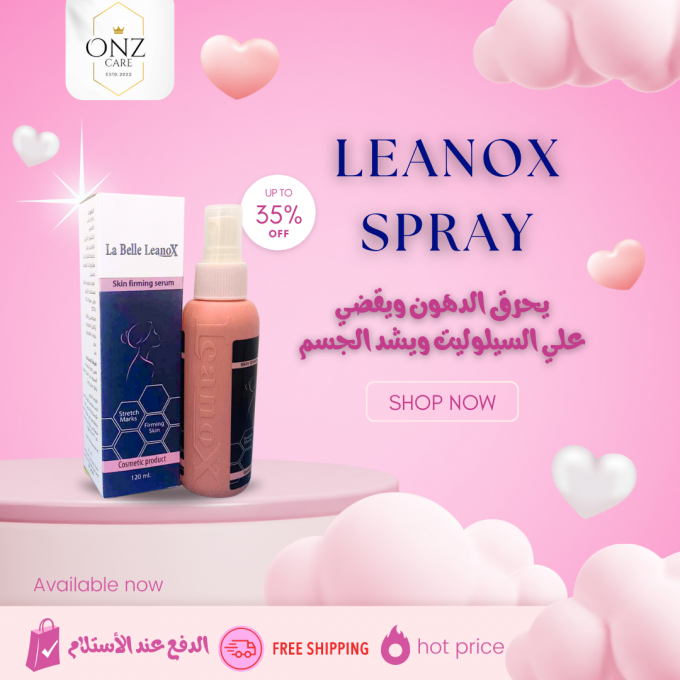 ONZ
CARE
ESTD. 2022
LEANOX
SPRAY
UP TO
35%
OFF
يحرق الدهون ويقضي
علي السيلوليت ويشد الجسم
SHOP NOW
La Belle LeanoX
Skin firming serum
Stretch
Marks
Firming
Skin
Cosmetic product
120 mL
LeanoX
Available now
الدفع عند الأستلام
FREE SHIPPING
hot price